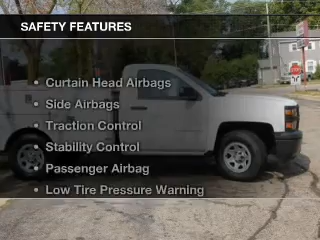 SAFETY FEATURES
• Curtain Head Airbags
• Side Airbags
• Traction Control
• Stability Control
• Passenger Airbag
• Low Tire Pressure Warning